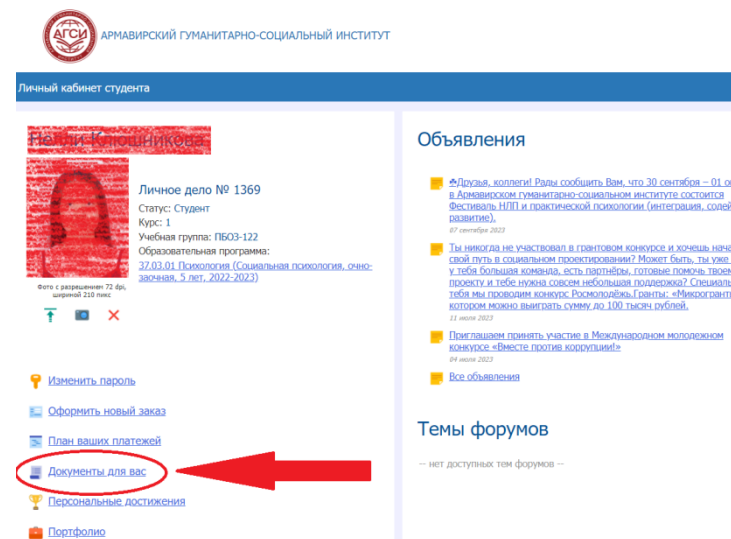 АГСИ
АРМАВИРСКИЙ ГУМАНИТАРНО-СОЦИАЛЬНЫЙ ИНСТИТУТ
Личный кабинет студента
Личное дело № 1369
Статус: Студент
Курс: 1
Учебная группа: ПБОЗ-122
Образовательная программа:
37.03.01 Психология (Социальная психология, очно-
заочная, 5 лет, 2022-2023)
Фото с разрешением 72 dpi,
шириной 210 пикс
Изменить пароль
Оформить новый заказ
План ваших платежей
Документы для вас
Персональные достижения
Портфолио
Объявления
Друзья, коллеги! Рады сообщить Вам, что 30 сентября – 01
в Армавирском гуманитарно-социальном институте состоится
Фестиваль НЛП и практической психологии (интеграция, содей
развитие).
07 сентября 2023
Ты никогда не участвовал в грантовом конкурсе и хочешь нача
свой путь в социальном проектировании? Может быть, ты уже
у тебя большая команда, есть партнёры, готовые помочь твоем
проекту и тебе нужна совсем небольшая поддержка? Специаль
тебя мы проводим конкурс Росмолодёжь.Гранты: «Микрогрант
котором можно выиграть сумму до 100 тысяч рублей.
11 июля 2023
Приглашаем принять участие в Международном молодежном
конкурсе «Вместе против коррупции!»
04 июля 2023
Все объявления
Темы форумов
-- нет доступных тем форумов --